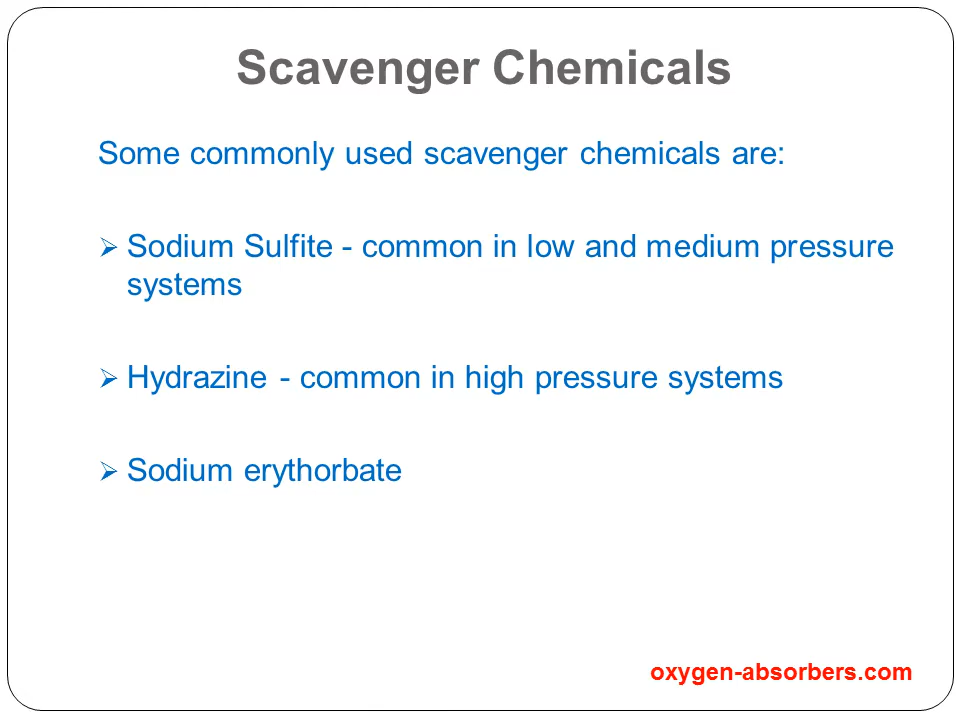 Scavenger Chemicals
Some commonly used scavenger chemicals are:
➢ Sodium Sulfite - common in low and medium pressure
systems
➢ Hydrazine - common in high pressure systems
➢ Sodium erythorbate
oxygen-absorbers.com